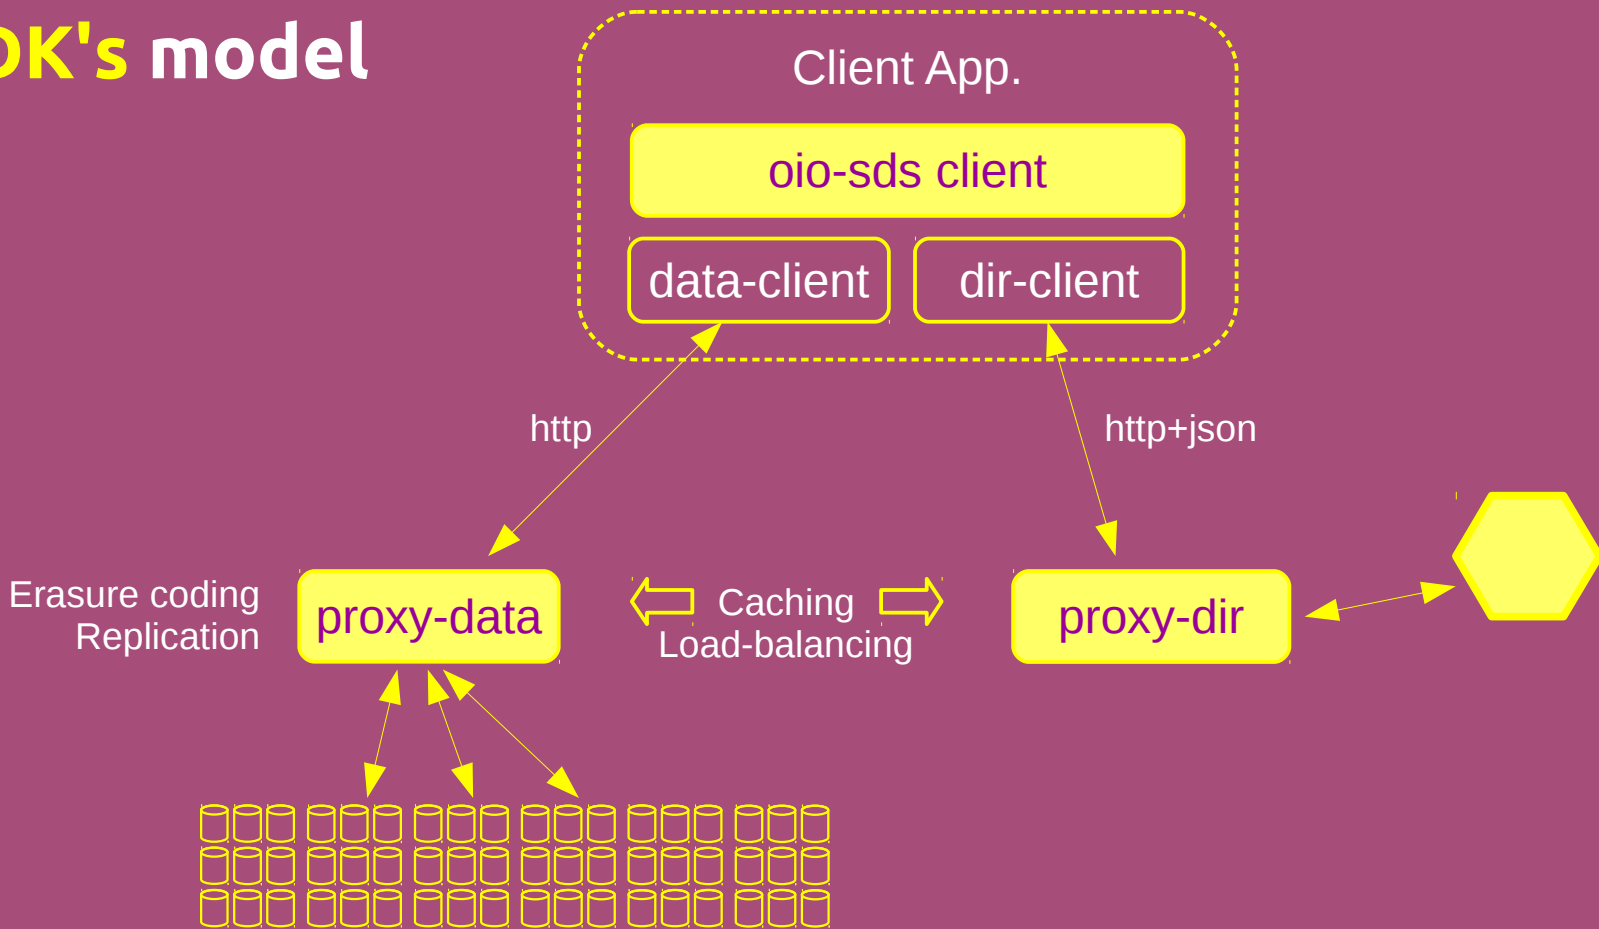 DK's model
Client App.
oio-sds client
data-client
dir-client
http
http+json
Erasure coding
Replication
proxy-data
Caching
Load-balancing
proxy-dir